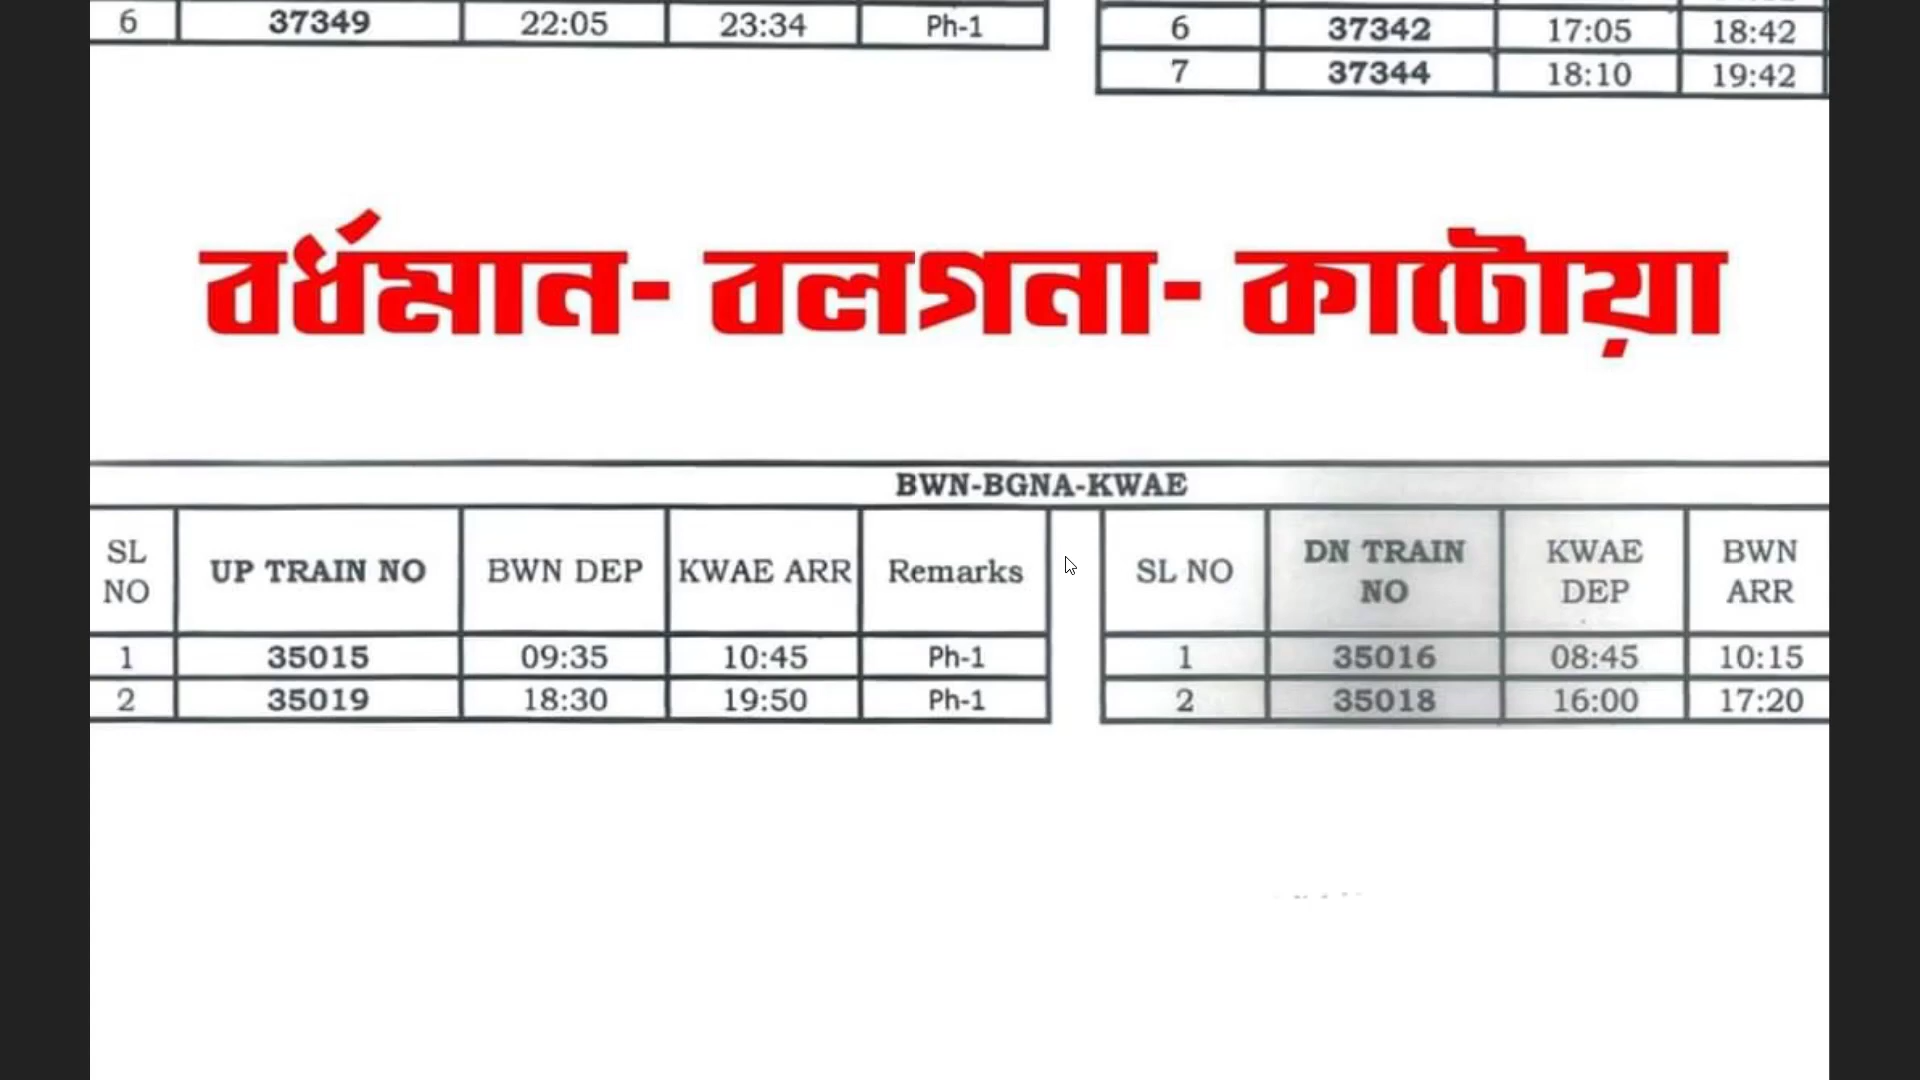 6 37349 22:05 23:34 Ph-1
6 37342 17:05 18:42
7 37344 18:10 19:42
বর্ধমান- বলগনা- কাটোয়া
BWN-BGNA-KWAE
SL NO UP TRAIN NO BWN DEP KWAE ARR Remarks
1 35015 09:35 10:45 Ph-1
2 35019 18:30 19:50 Ph-1
SL NO DN TRAIN NO KWAE DEP BWN ARR
1 35016 08:45 10:15
2 35018 16:00 17:20